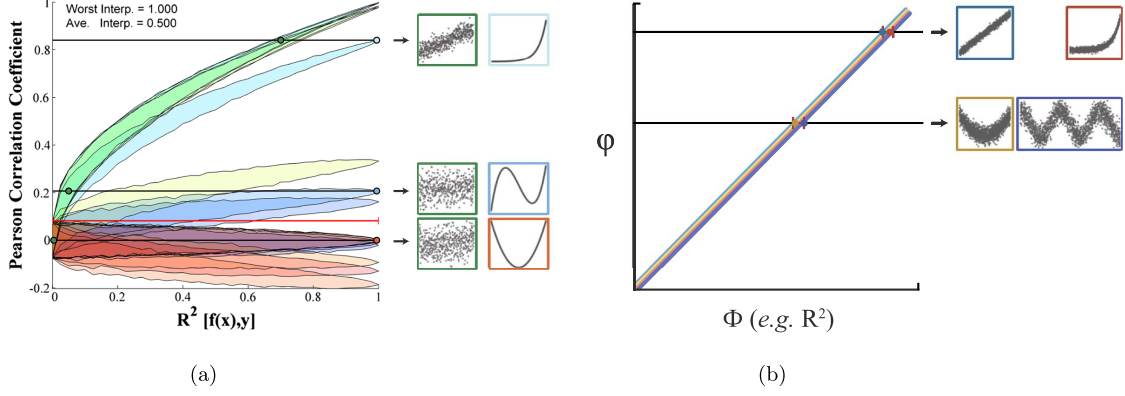 Worst Interp. = 1.000
Ave. Interp. = 0.500
Pearson Correlation Coefficient
1
0.8
0.6
0.4
0.2
0
-0.2
0
0.2
0.4
0.6
0.8
1
R² [f(x),y]
(a)
φ
Φ (e.g. R²)
(b)